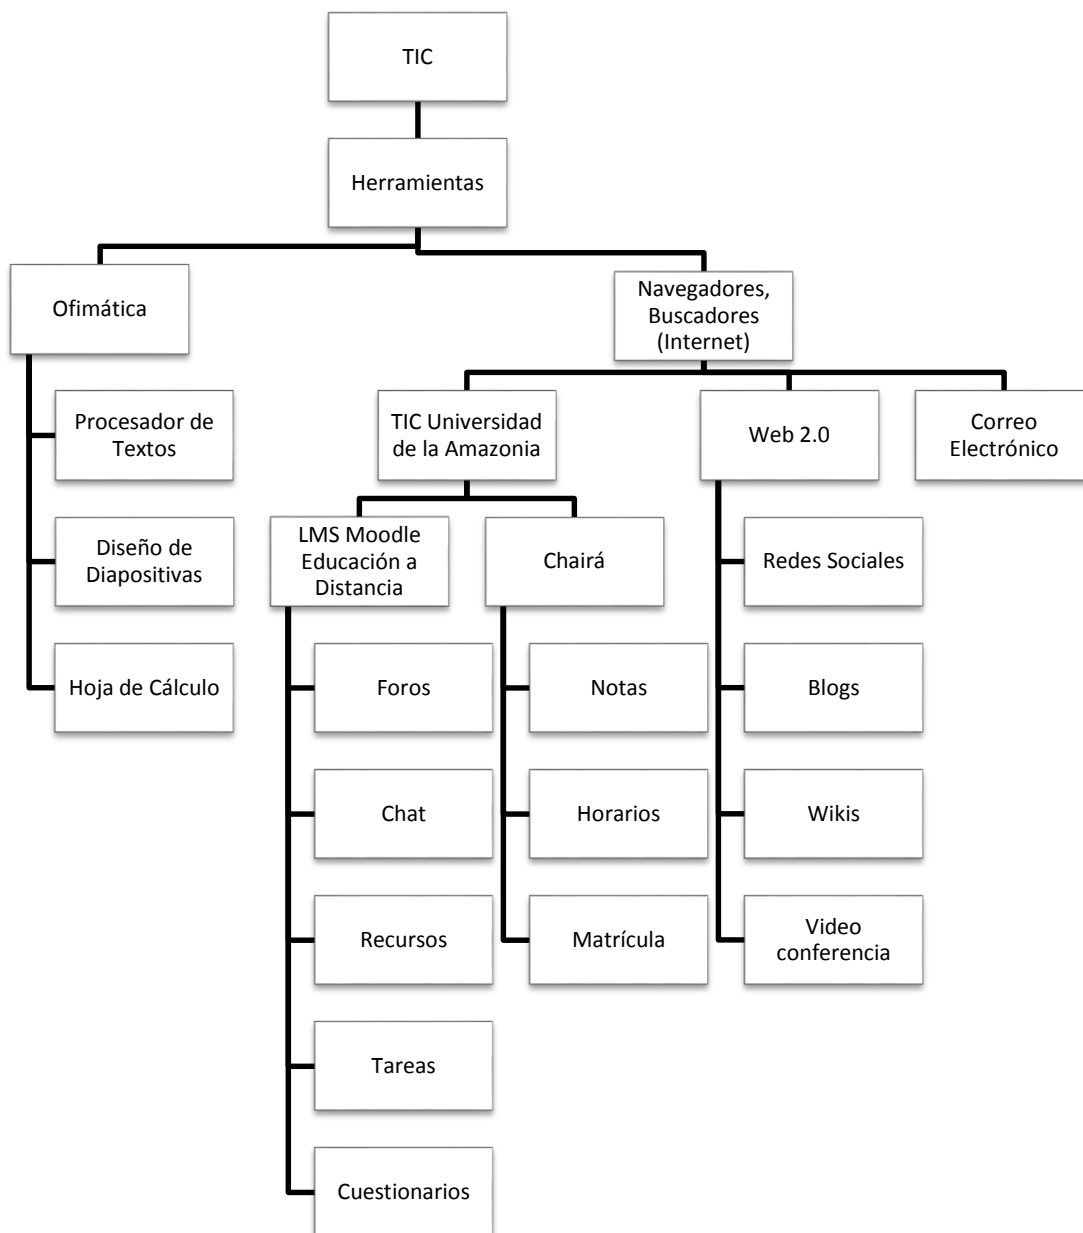 TIC
Herramientas
Ofimática
Navegadores,
Buscadores
(Internet)
Procesador de
Textos
TIC Universidad
de la Amazonia
Web 2.0
Correo
Electrónico
Diseño de
Diapositivas
LMS Moodle
Educación a
Distancia
Chairá
Redes Sociales
Hoja de Cálculo
Foros
Notas
Blogs
Chat
Horarios
Wikis
Recursos
Matrícula
Video
conferencia
Tareas
Cuestionarios